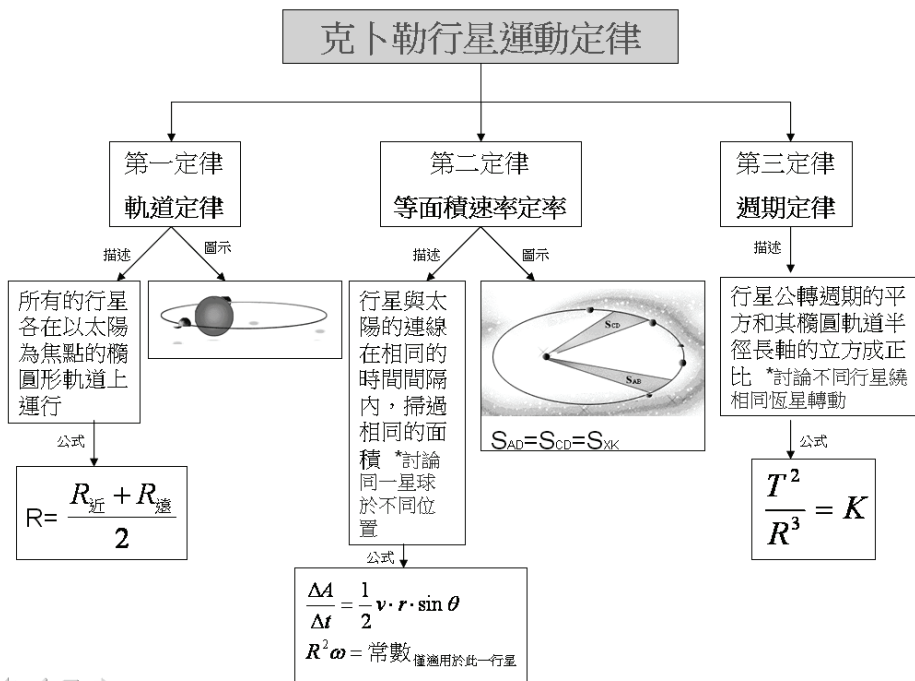 克卜勒行星運動定律
第一定律
軌道定律
描述
圖示
所有的行星
各在以太陽
為焦點的橢
圓形軌道上
運行
公式
R= (R近 + R遠) / 2
第二定律
等面積速率定率
描述
圖示
行星與太
陽的連線
在相同的
時間間隔
內，掃過
相同的面
積 *討論
同一星球
於不同位
置
SCD
SAB
SAD=SCD=SXK
公式
ΔA/Δt = 1/2 v·r·sin θ
R²ω = 常數 僅適用於此一行星
第三定律
週期定律
描述
行星公轉週期的平
方和其橢圓軌道半
徑長軸的立方成正
比 *討論不同行星繞
相同恆星轉動
公式
T²/R³ = K